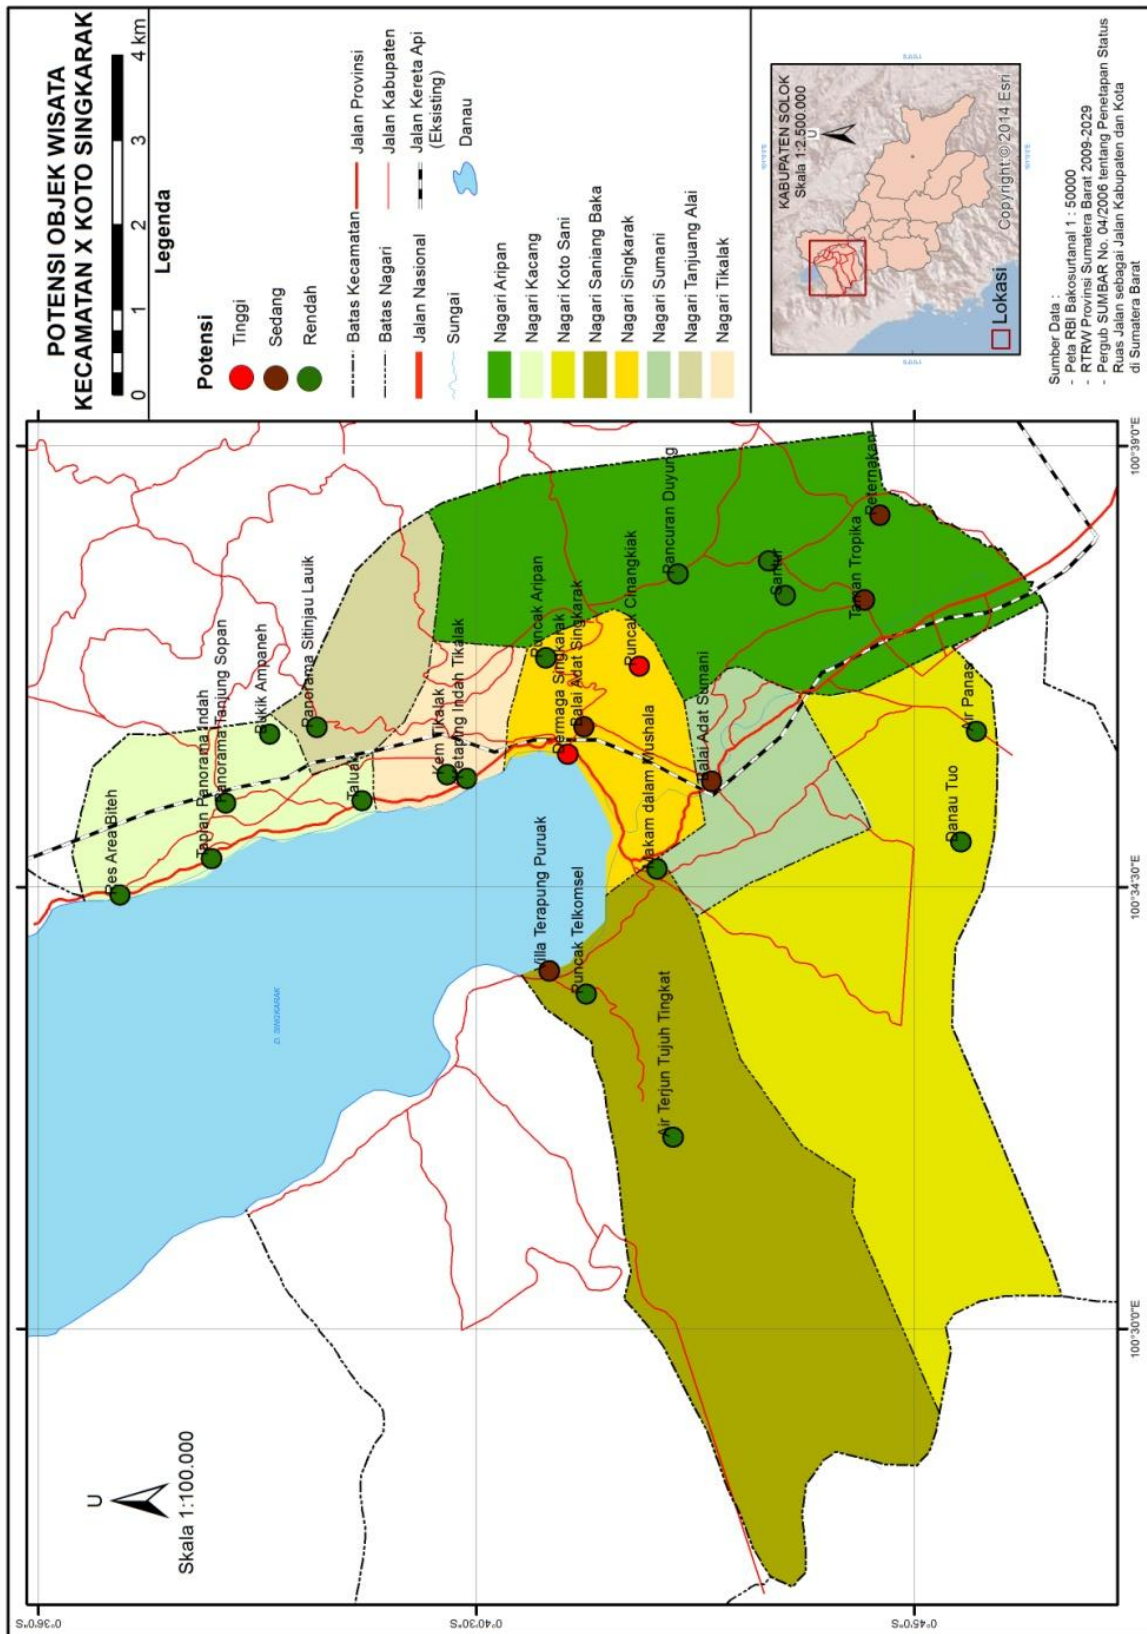 POTENSI OBJEK WISATA
KECAMATAN X KOTO SINGKARAK
0 1 2 3 4 km
Legenda
Potensi
Tinggi
Sedang
Rendah
Batas Kecamatan
Batas Nagari
Jalan Nasional
Sungai
Jalan Provinsi
Jalan Kabupaten
Jalan Kereta Api
(Eksisting)
Danau
Nagari Aripan
Nagari Kacang
Nagari Koto Sani
Nagari Saniang Baka
Nagari Singkarak
Nagari Sumani
Nagari Tanjuang Alai
Nagari Tikalak
KABUPATEN SOLOK
Skala 1:2.500.000
U
Lokasi
Copyright:© 2014 Esri
Sumber Data :
- Peta RBI Bakosurtanal 1 : 50000
- RTRW Provinsi Sumatera Barat 2009-2029
- Pergub SUMBAR No. 04/2006 tentang Penetapan Status
Ruas Jalan sebagai Jalan Kabupaten dan Kota
di Sumatera Barat
U
Skala 1:100.000
D. SINGKARAK
Res Area Biteh
Tapian Panorama Indah
Panorama Tanjung Sopan
Bukik Ampaneh
Panorama Sitinjau Lauik
Taluak
Kem Tikalak
Ketaping Indah Tikalak
Puncak Aripan
Dermaga Singkarak
Balai Adat Singkarak
Puncak Cinangkiak
Pancuran Duyung
Santur
Taman Tropika
Peternakan
Makam dalam Mushala
Balai Adat Sumani
Villa Terapung Puruak
Puncak Telkomsel
Air Terjun Tujuh Tingkat
Air Panas
Danau Tuo
100°30'0"E
100°34'30"E
100°39'0"E
0°36'0"S
0°40'30"S
0°45'0"S